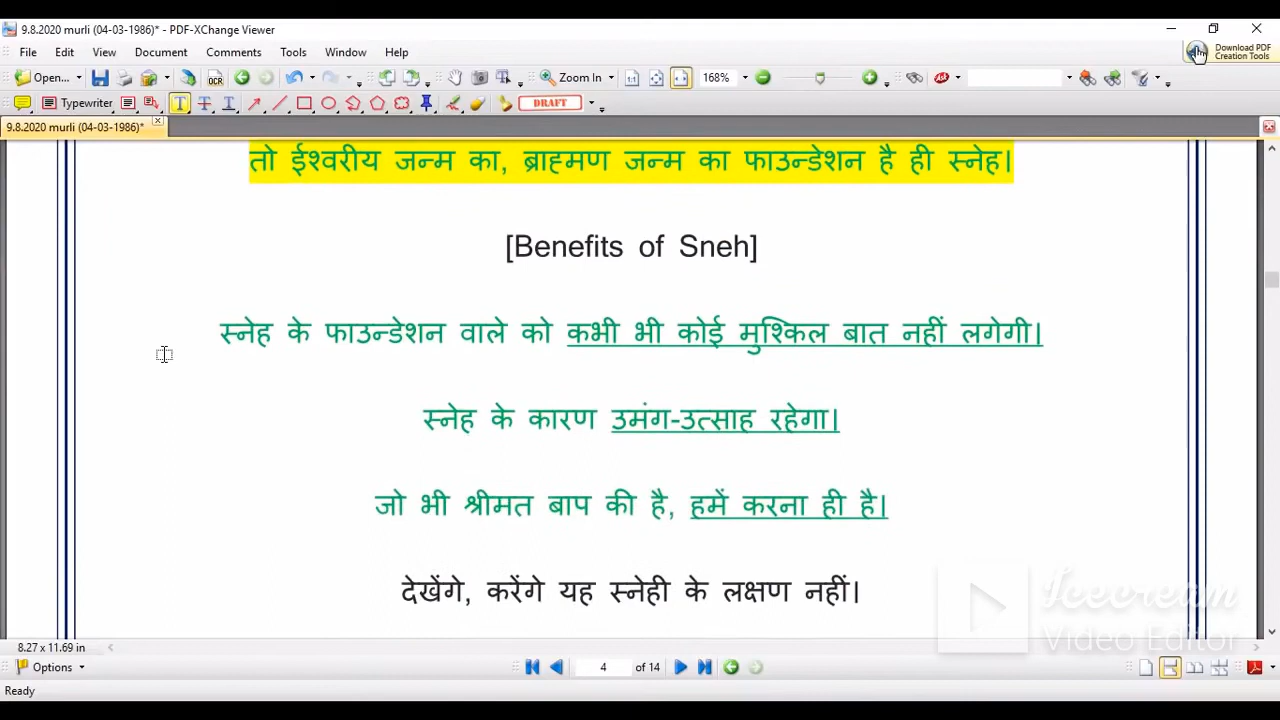 9.8.2020 murli (04-03-1986)* - PDF-XChange Viewer
File Edit View Document Comments Tools Window Help
Download PDF
Creation Tools
Open... OCR Zoom In 168%
Typewriter DRAFT
9.8.2020 murli (04-03-1986)*
तो ईश्वरीय जन्म का, ब्राह्मण जन्म का फाउन्डेशन है ही स्नेह।
[Benefits of Sneh]
स्नेह के फाउन्डेशन वाले को कभी भी कोई मुश्किल बात नहीं लगेगी।
स्नेह के कारण उमंग-उत्साह रहेगा।
जो भी श्रीमत बाप की है, हमें करना ही है।
देखेंगे, करेंगे यह स्नेही के लक्षण नहीं।
Icecream
Video Editor
8.27 x 11.69 in
Options 4 of 14
Ready